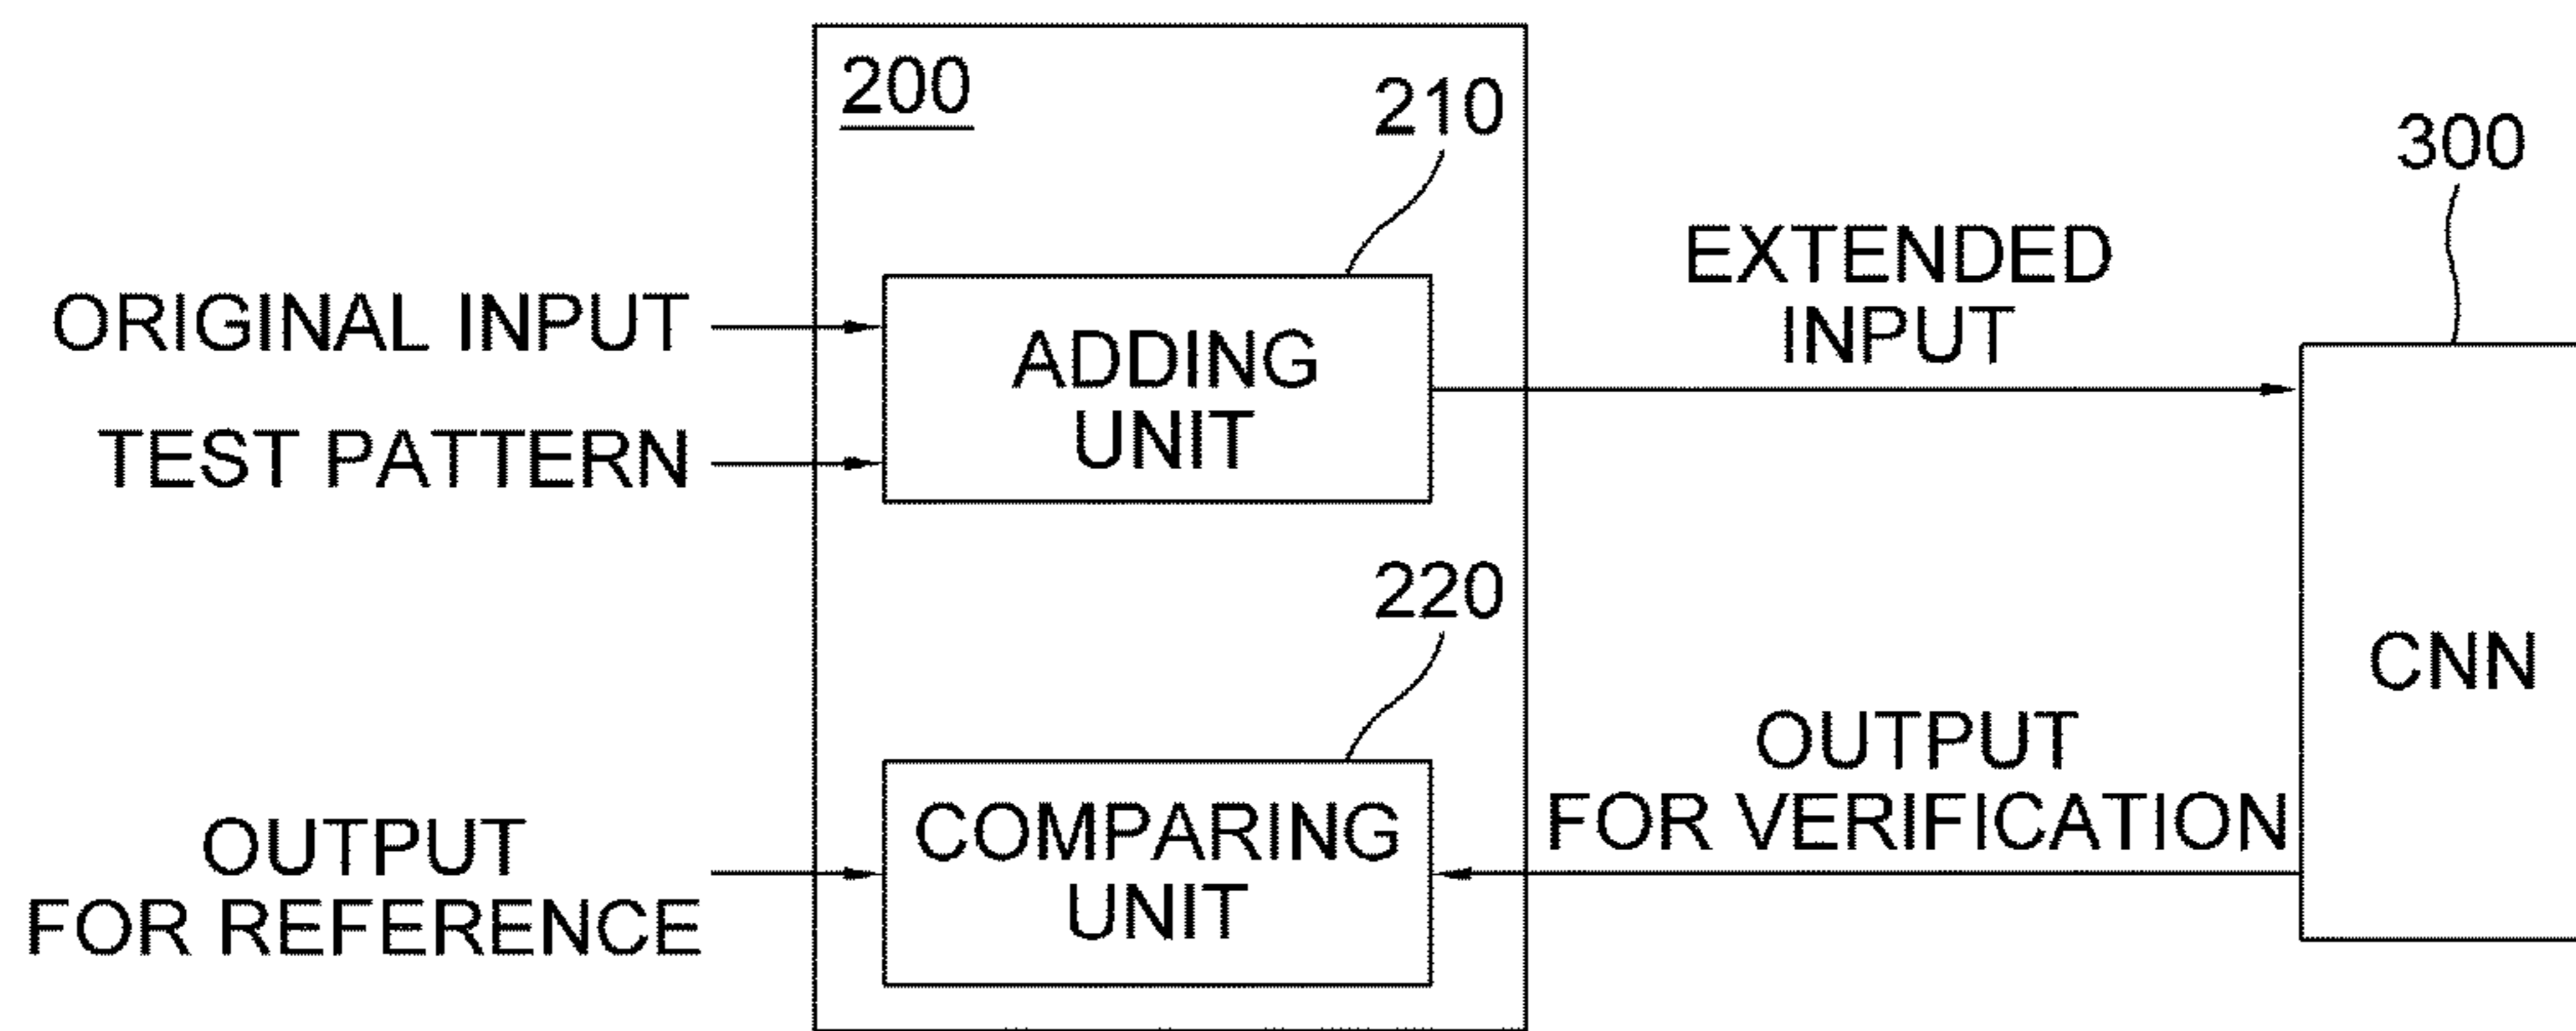 200
210
300
ORIGINAL INPUT
TEST PATTERN
ADDING
UNIT
EXTENDED
INPUT
CNN
220
OUTPUT
FOR REFERENCE
COMPARING
UNIT
OUTPUT
FOR VERIFICATION